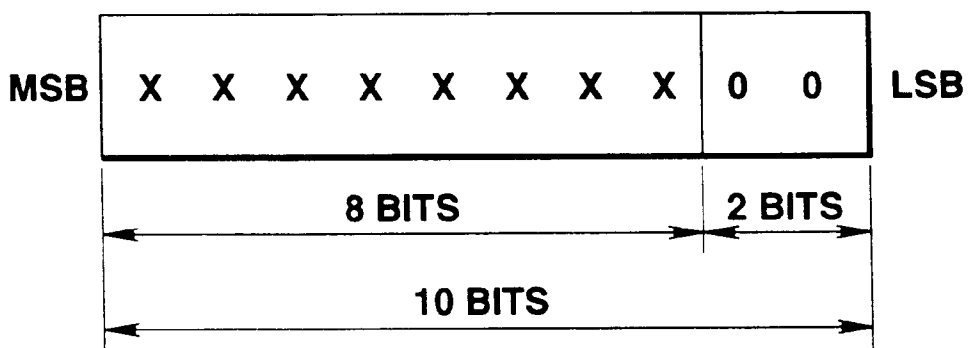 MSB X X X X X X X X 0 0 LSB
8 BITS 2 BITS
10 BITS